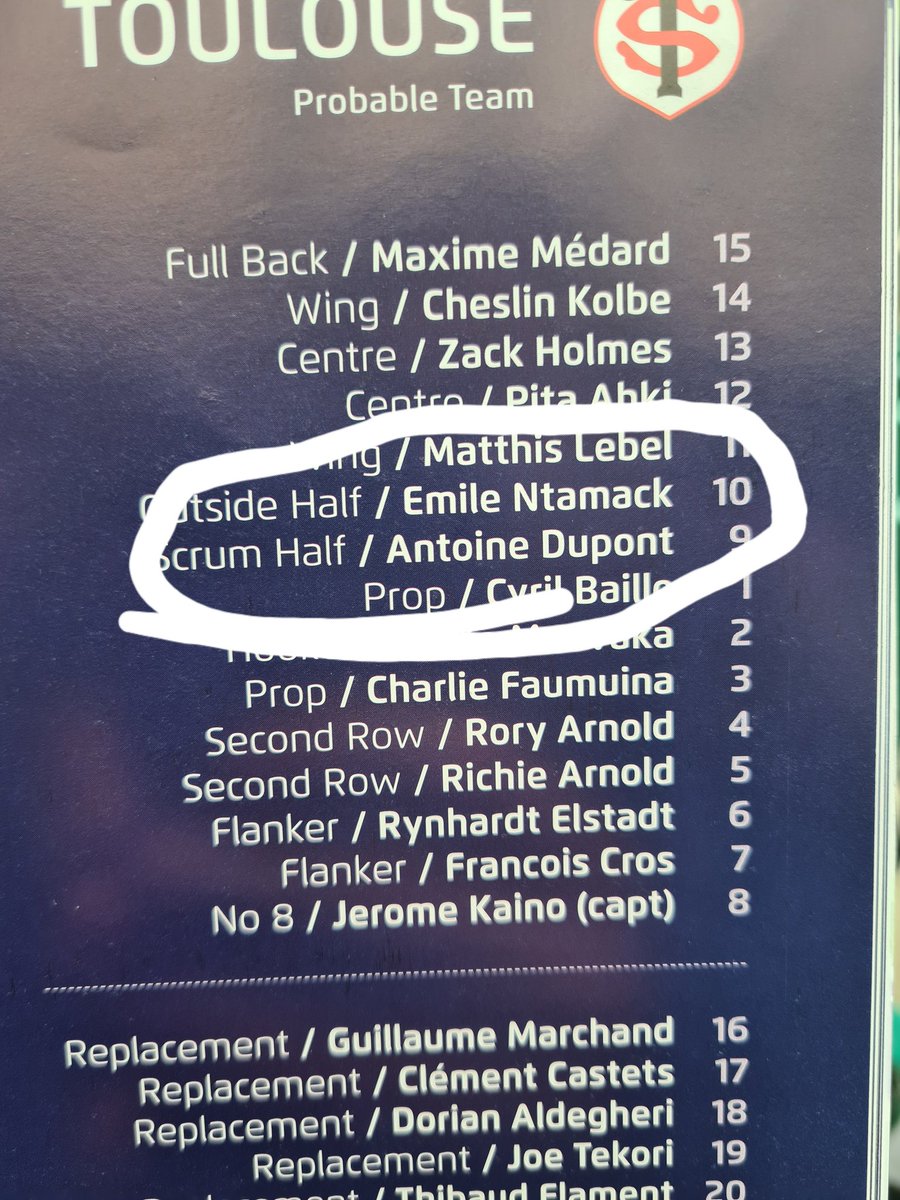 TOULOUSE
Probable Team
Full Back / Maxime Médard 15
Wing / Cheslin Kolbe 14
Centre / Zack Holmes 13
Centre / Pita Ahki 12
Wing / Matthis Lebel 11
Outside Half / Emile Ntamack 10
Scrum Half / Antoine Dupont 9
Prop / Cyril Baille 1
2
Prop / Charlie Faumuina 3
Second Row / Rory Arnold 4
Second Row / Richie Arnold 5
Flanker / Rynhardt Elstadt 6
Flanker / Francois Cros 7
No 8 / Jerome Kaino (capt) 8
Replacement / Guillaume Marchand 16
Replacement / Clément Castets 17
Replacement / Dorian Aldegheri 18
Replacement / Joe Tekori 19
Replacement / Thibaud Flament 20